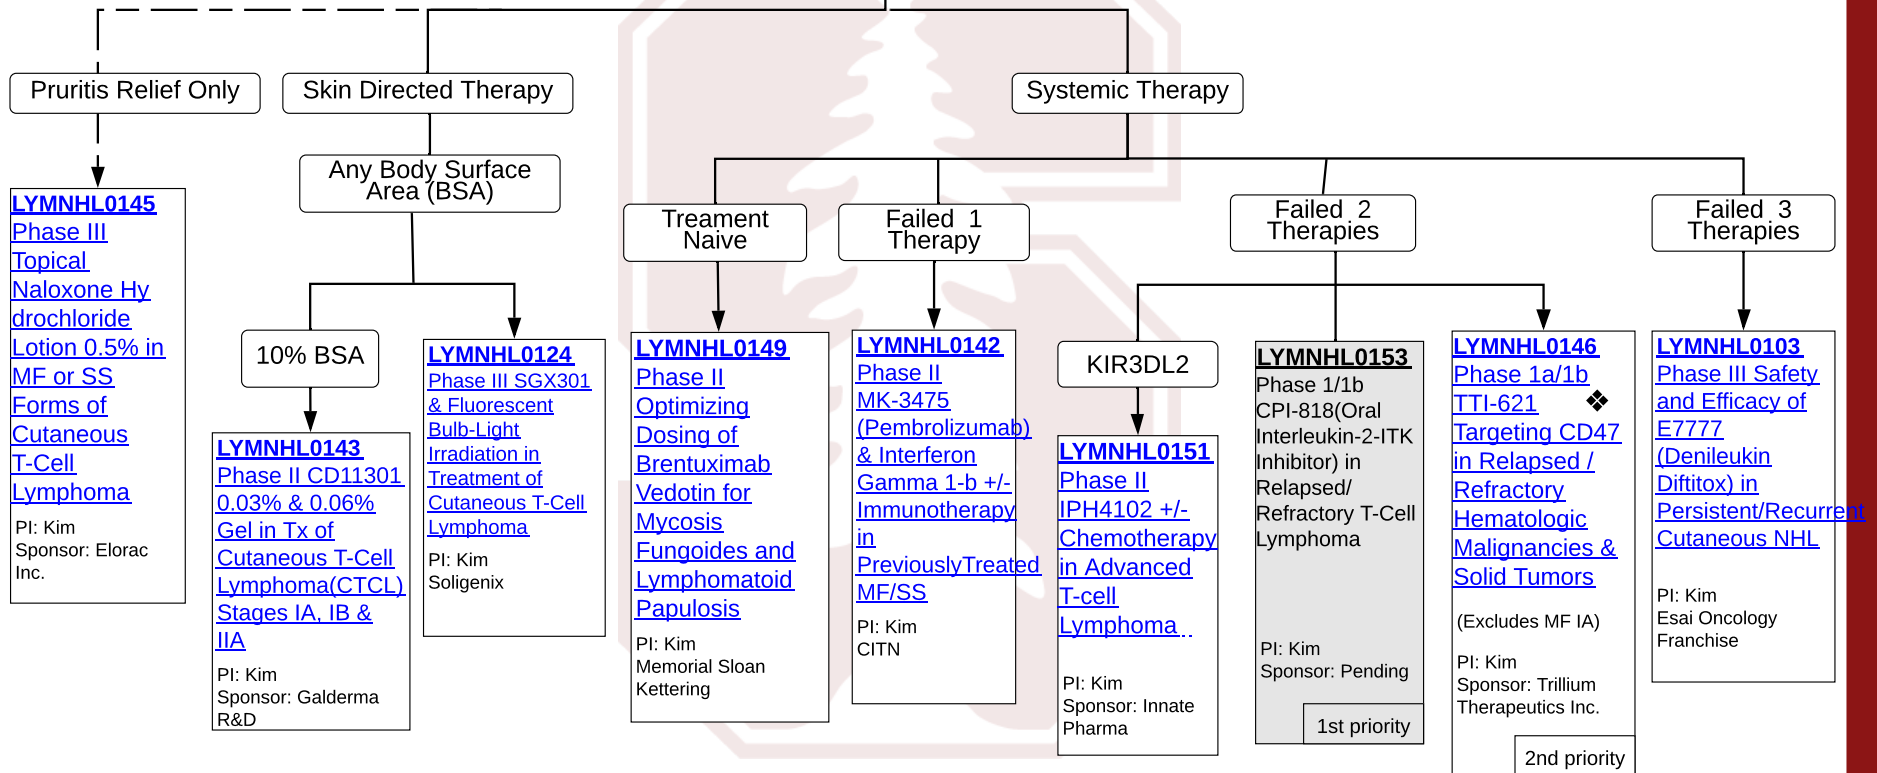 Pruritis Relief Only
Skin Directed Therapy
Systemic Therapy
Any Body Surface
Area (BSA)
Treament
Naive
Failed  1
Therapy
Failed  2
Therapies
Failed  3
Therapies
10% BSA
KIR3DL2
LYMNHL0145
Phase III
Topical
Naloxone Hy
drochloride
Lotion 0.5% in
MF or SS
Forms of
Cutaneous
T-Cell
Lymphoma
PI: Kim
Sponsor: Elorac
Inc.
LYMNHL0143
Phase II CD11301
0.03% & 0.06%
Gel in Tx of
Cutaneous T-Cell
Lymphoma(CTCL)
Stages IA, IB &
IIA
PI: Kim
Sponsor: Galderma
R&D
LYMNHL0124
Phase III SGX301
& Fluorescent
Bulb-Light
Irradiation in
Treatment of
Cutaneous T-Cell
Lymphoma
PI: Kim
Soligenix
LYMNHL0149
Phase II
Optimizing
Dosing of
Brentuximab
Vedotin for
Mycosis
Fungoides and
Lymphomatoid
Papulosis
PI: Kim
Memorial Sloan
Kettering
LYMNHL0142
Phase II
MK-3475
(Pembrolizumab)
& Interferon
Gamma 1-b +/-
Immunotherapy
in
PreviouslyTreated
MF/SS
PI: Kim
CITN
LYMNHL0151
Phase II
IPH4102 +/-
Chemotherapy
in Advanced
T-cell
Lymphoma
PI: Kim
Sponsor: Innate
Pharma
LYMNHL0153
Phase 1/1b
CPI-818(Oral
Interleukin-2-ITK
Inhibitor) in
Relapsed/
Refractory T-Cell
Lymphoma
PI: Kim
Sponsor: Pending
1st priority
LYMNHL0146
Phase 1a/1b
TTI-621 ❖
Targeting CD47
in Relapsed /
Refractory
Hematologic
Malignancies &
Solid Tumors
(Excludes MF IA)
PI: Kim
Sponsor: Trillium
Therapeutics Inc.
2nd priority
LYMNHL0103
Phase III Safety
and Efficacy of
E7777
(Denileukin
Diftitox) in
Persistent/Recurrent
Cutaneous NHL
PI: Kim
Esai Oncology
Franchise